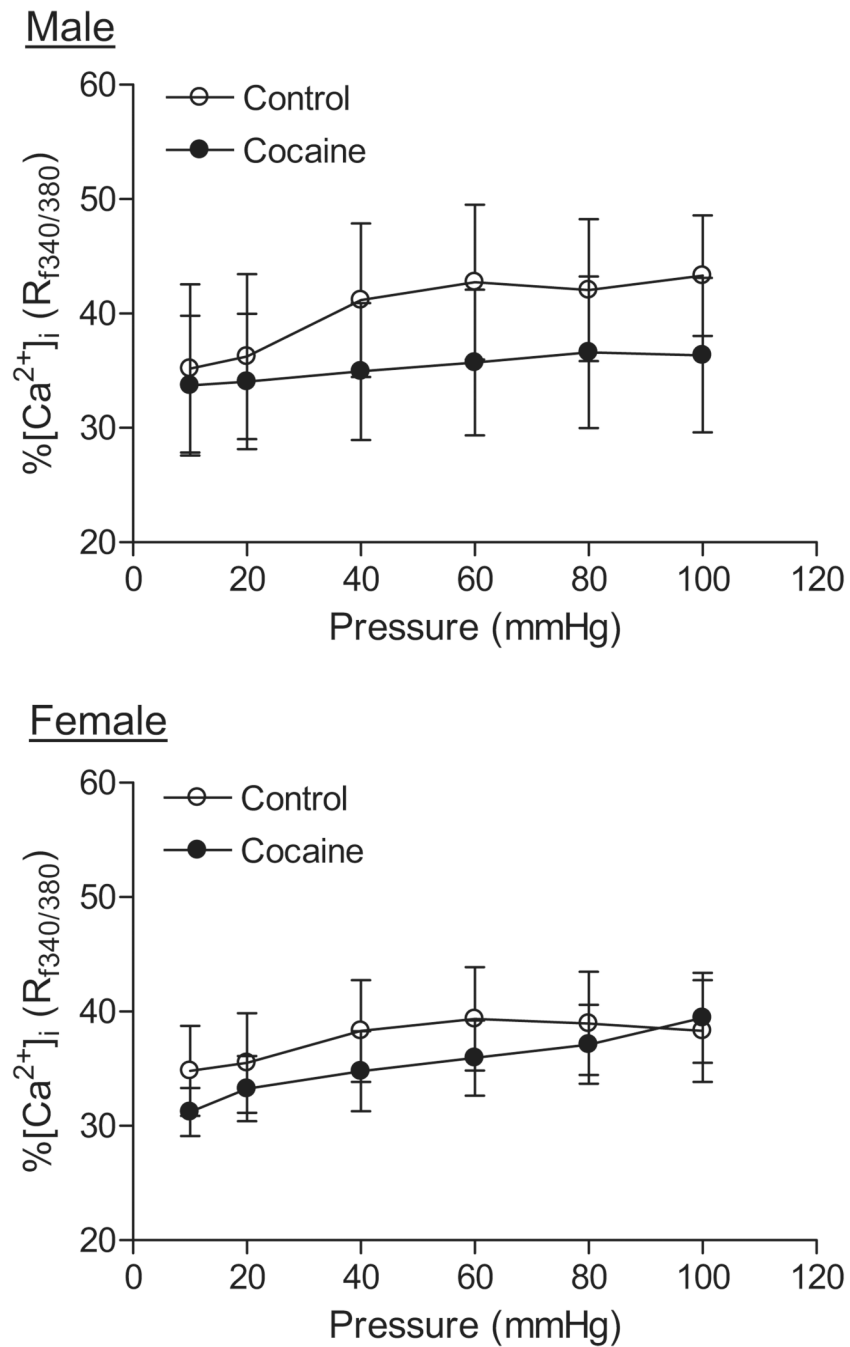 Male
60
50
40
30
20
%[Ca²⁺]ᵢ (R_f340/380)
Control
Cocaine
0 20 40 60 80 100 120
Pressure (mmHg)
Female
60
50
40
30
20
%[Ca²⁺]ᵢ (R_f340/380)
Control
Cocaine
0 20 40 60 80 100 120
Pressure (mmHg)